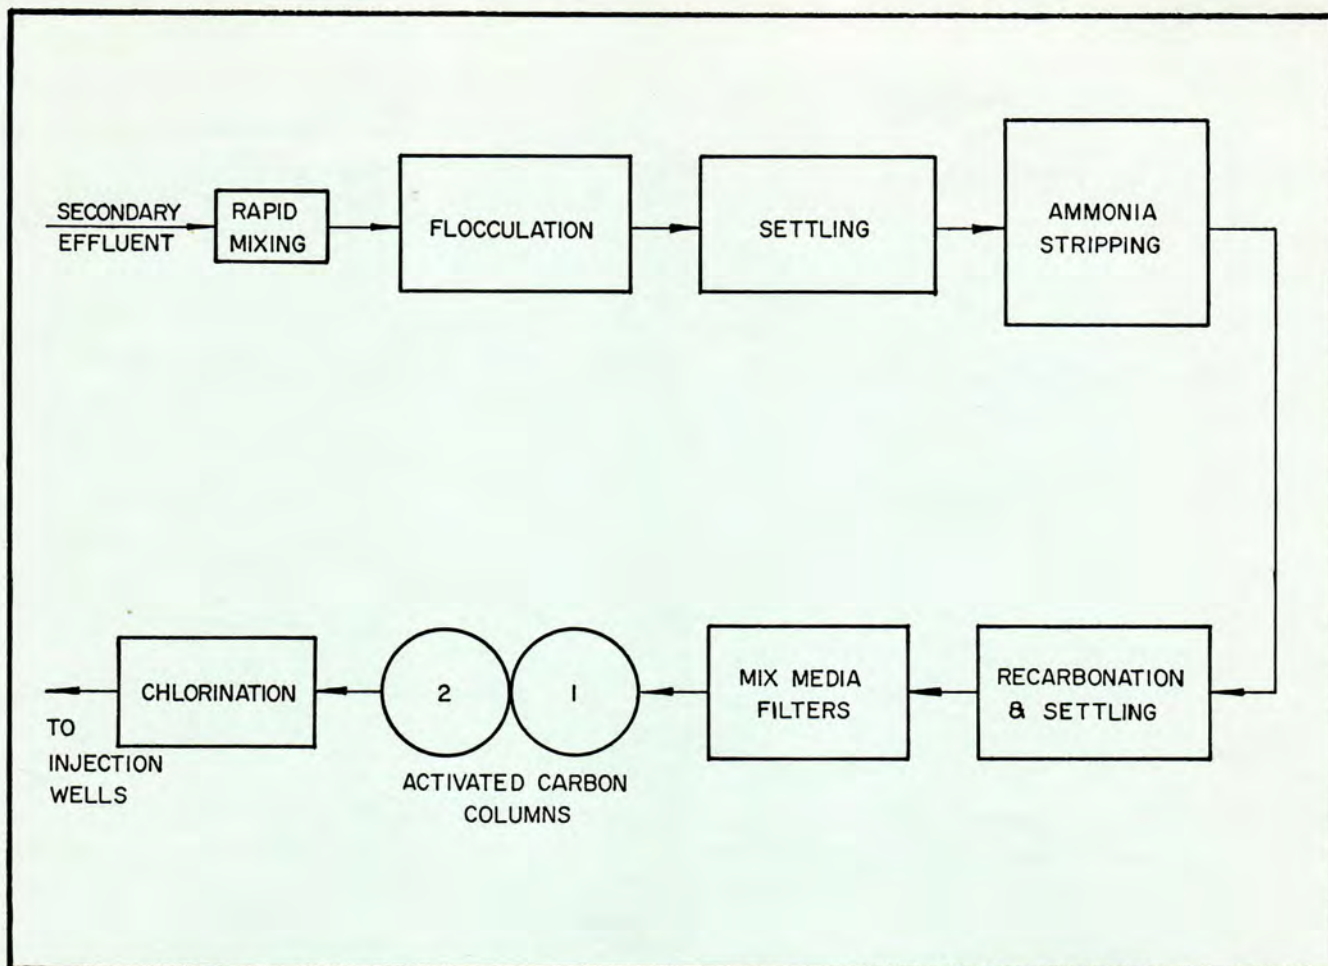 SECONDARY
EFFLUENT
RAPID
MIXING
FLOCCULATION
SETTLING
AMMONIA
STRIPPING
RECARBONATION
& SETTLING
MIX MEDIA
FILTERS
1
2
ACTIVATED CARBON
COLUMNS
CHLORINATION
TO
INJECTION
WELLS